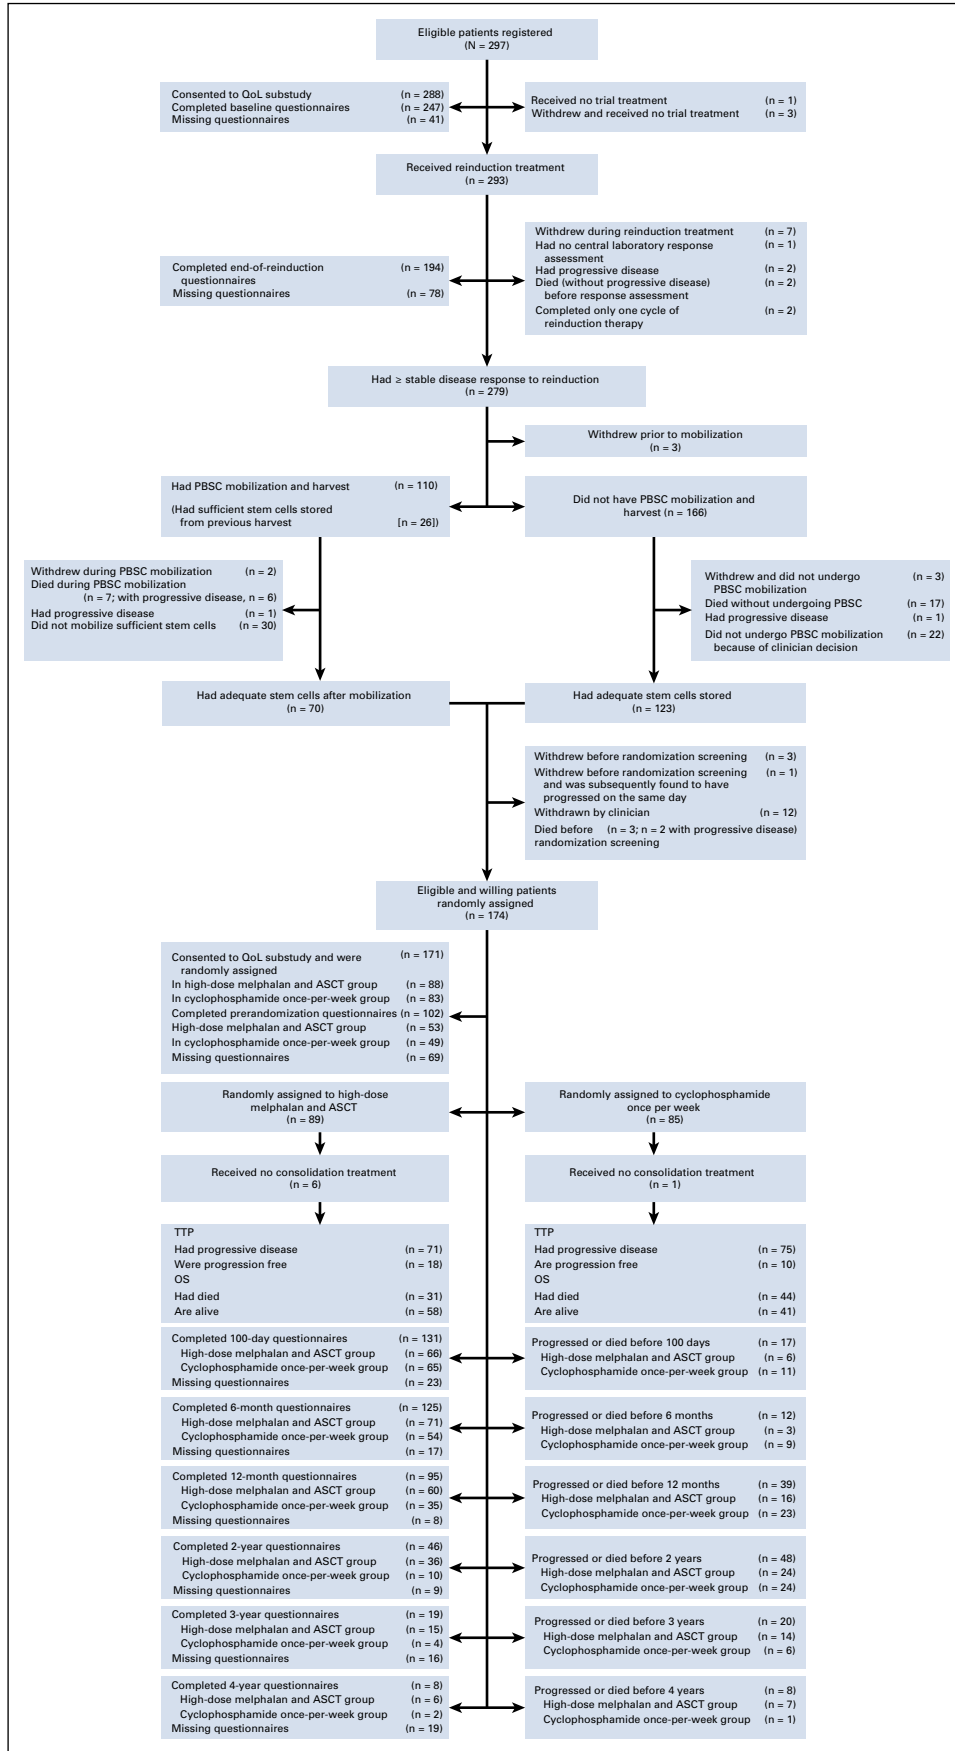 Eligible patients registered
(N = 297)
Consented to QoL substudy (n = 288)
Completed baseline questionnaires (n = 247)
Missing questionnaires (n = 41)
Received no trial treatment (n = 1)
Withdrew and received no trial treatment (n = 3)
Received reinduction treatment
(n = 293)
Completed end-of-reinduction (n = 194)
questionnaires
Missing questionnaires (n = 78)
Withdrew during reinduction treatment (n = 7)
Had no central laboratory response (n = 1)
assessment
Had progressive disease (n = 2)
Died (without progressive disease) (n = 2)
before response assessment
Completed only one cycle of (n = 2)
reinduction therapy
Had ≥ stable disease response to reinduction
(n = 279)
Withdrew prior to mobilization
(n = 3)
Had PBSC mobilization and harvest (n = 110)
(Had sufficient stem cells stored
from previous harvest [n = 26])
Did not have PBSC mobilization and
harvest (n = 166)
Withdrew during PBSC mobilization (n = 2)
Died during PBSC mobilization
(n = 7; with progressive disease, n = 6)
Had progressive disease (n = 1)
Did not mobilize sufficient stem cells (n = 30)
Withdrew and did not undergo (n = 3)
PBSC mobilization
Died without undergoing PBSC (n = 17)
Had progressive disease (n = 1)
Did not undergo PBSC mobilization (n = 22)
because of clinician decision
Had adequate stem cells after mobilization
(n = 70)
Had adequate stem cells stored
(n = 123)
Withdrew before randomization screening (n = 3)
Withdrew before randomization screening (n = 1)
and was subsequently found to have
progressed on the same day
Withdrawn by clinician (n = 12)
Died before (n = 3; n = 2 with progressive disease)
randomization screening
Eligible and willing patients
randomly assigned
(n = 174)
Consented to QoL substudy and were (n = 171)
randomly assigned
In high-dose melphalan and ASCT group (n = 88)
In cyclophosphamide once-per-week group (n = 83)
Completed prerandomization questionnaires (n = 102)
High-dose melphalan and ASCT group (n = 53)
In cyclophosphamide once-per-week group (n = 49)
Missing questionnaires (n = 69)
Randomly assigned to high-dose
melphalan and ASCT
(n = 89)
Randomly assigned to cyclophosphamide
once per week
(n = 85)
Received no consolidation treatment
(n = 6)
Received no consolidation treatment
(n = 1)
TTP
Had progressive disease (n = 71)
Were progression free (n = 18)
OS
Had died (n = 31)
Are alive (n = 58)
TTP
Had progressive disease (n = 75)
Are progression free (n = 10)
OS
Had died (n = 44)
Are alive (n = 41)
Completed 100-day questionnaires (n = 131)
High-dose melphalan and ASCT group (n = 66)
Cyclophosphamide once-per-week group (n = 65)
Missing questionnaires (n = 23)
Progressed or died before 100 days (n = 17)
High-dose melphalan and ASCT group (n = 6)
Cyclophosphamide once-per-week group (n = 11)
Completed 6-month questionnaires (n = 125)
High-dose melphalan and ASCT group (n = 71)
Cyclophosphamide once-per-week group (n = 54)
Missing questionnaires (n = 17)
Progressed or died before 6 months (n = 12)
High-dose melphalan and ASCT group (n = 3)
Cyclophosphamide once-per-week group (n = 9)
Completed 12-month questionnaires (n = 95)
High-dose melphalan and ASCT group (n = 60)
Cyclophosphamide once-per-week group (n = 35)
Missing questionnaires (n = 8)
Progressed or died before 12 months (n = 39)
High-dose melphalan and ASCT group (n = 16)
Cyclophosphamide once-per-week group (n = 23)
Completed 2-year questionnaires (n = 46)
High-dose melphalan and ASCT group (n = 36)
Cyclophosphamide once-per-week group (n = 10)
Missing questionnaires (n = 9)
Progressed or died before 2 years (n = 48)
High-dose melphalan and ASCT group (n = 24)
Cyclophosphamide once-per-week group (n = 24)
Completed 3-year questionnaires (n = 19)
High-dose melphalan and ASCT group (n = 15)
Cyclophosphamide once-per-week group (n = 4)
Missing questionnaires (n = 16)
Progressed or died before 3 years (n = 20)
High-dose melphalan and ASCT group (n = 14)
Cyclophosphamide once-per-week group (n = 6)
Completed 4-year questionnaires (n = 8)
High-dose melphalan and ASCT group (n = 6)
Cyclophosphamide once-per-week group (n = 2)
Missing questionnaires (n = 19)
Progressed or died before 4 years (n = 8)
High-dose melphalan and ASCT group (n = 7)
Cyclophosphamide once-per-week group (n = 1)